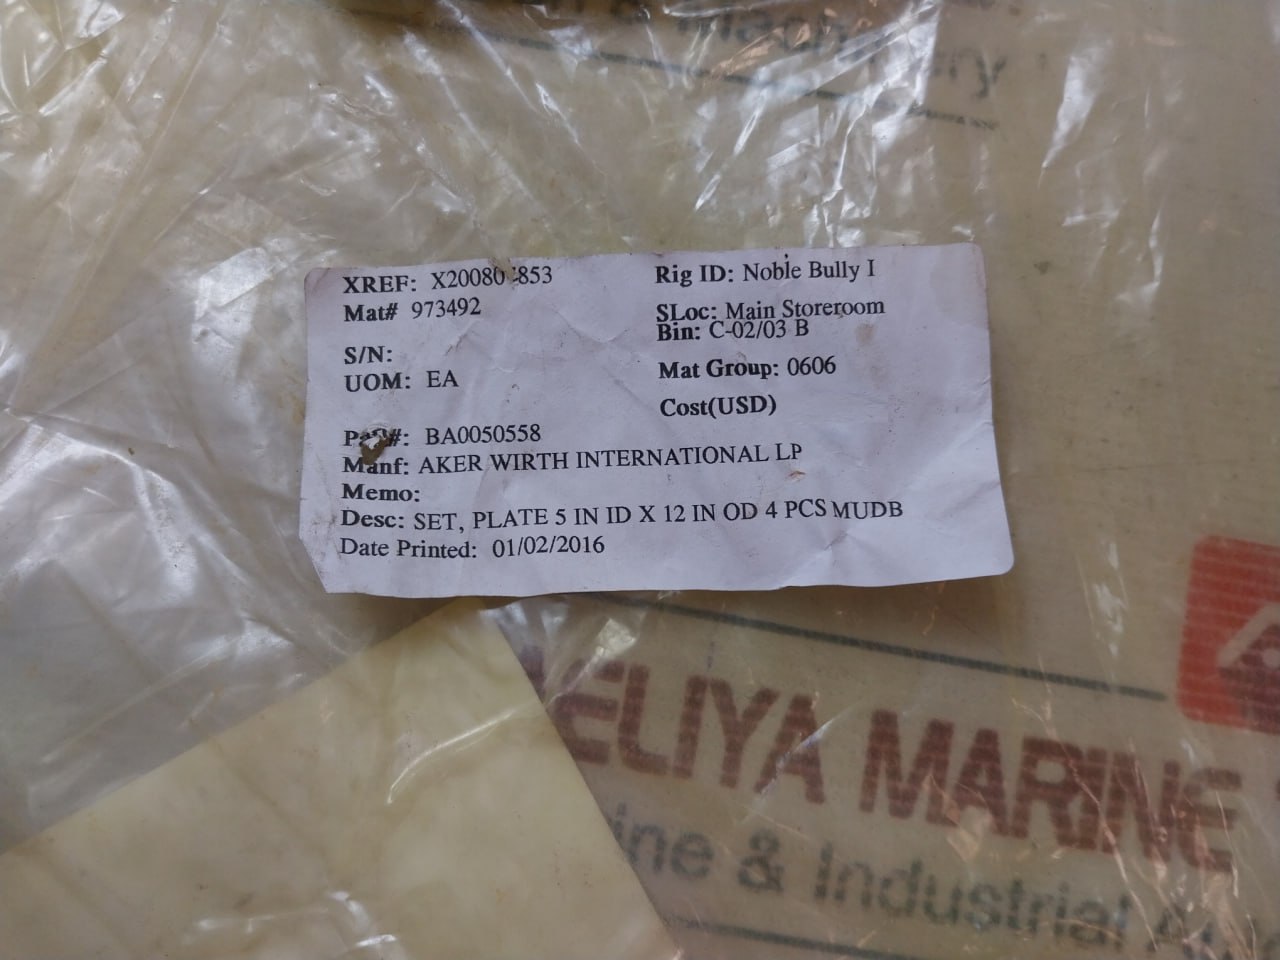 Machinery
XREF:
Rig ID: Noble Bully I
Mat# 973492
SLoc: Main Storeroom
Bin: C-02/03 B
S/N:
UOM: EA
Mat Group: 0606
Cost(USD)
BA0050558
Manf: AKER WIRTH INTERNATIONAL LP
Memo:
Desc: SET, PLATE 5 IN ID X 12 IN OD 4 PCS MUDB
Date Printed: 01/02/2016
AELIYA MARINE
& Industrial